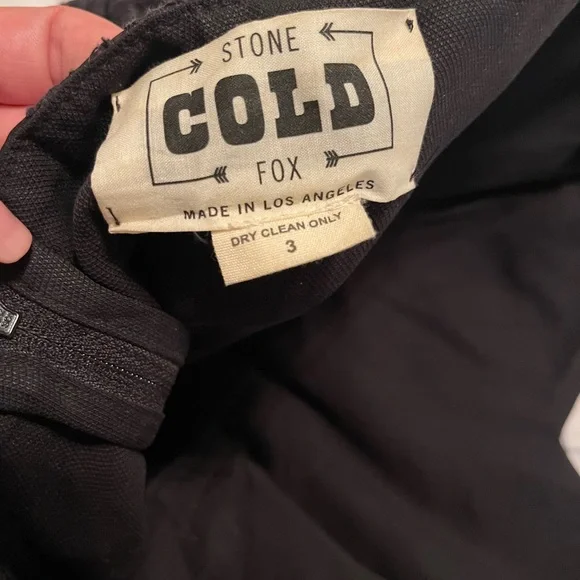 STONE
COLD
FOX
MADE IN LOS ANGELES
DRY CLEAN ONLY
3